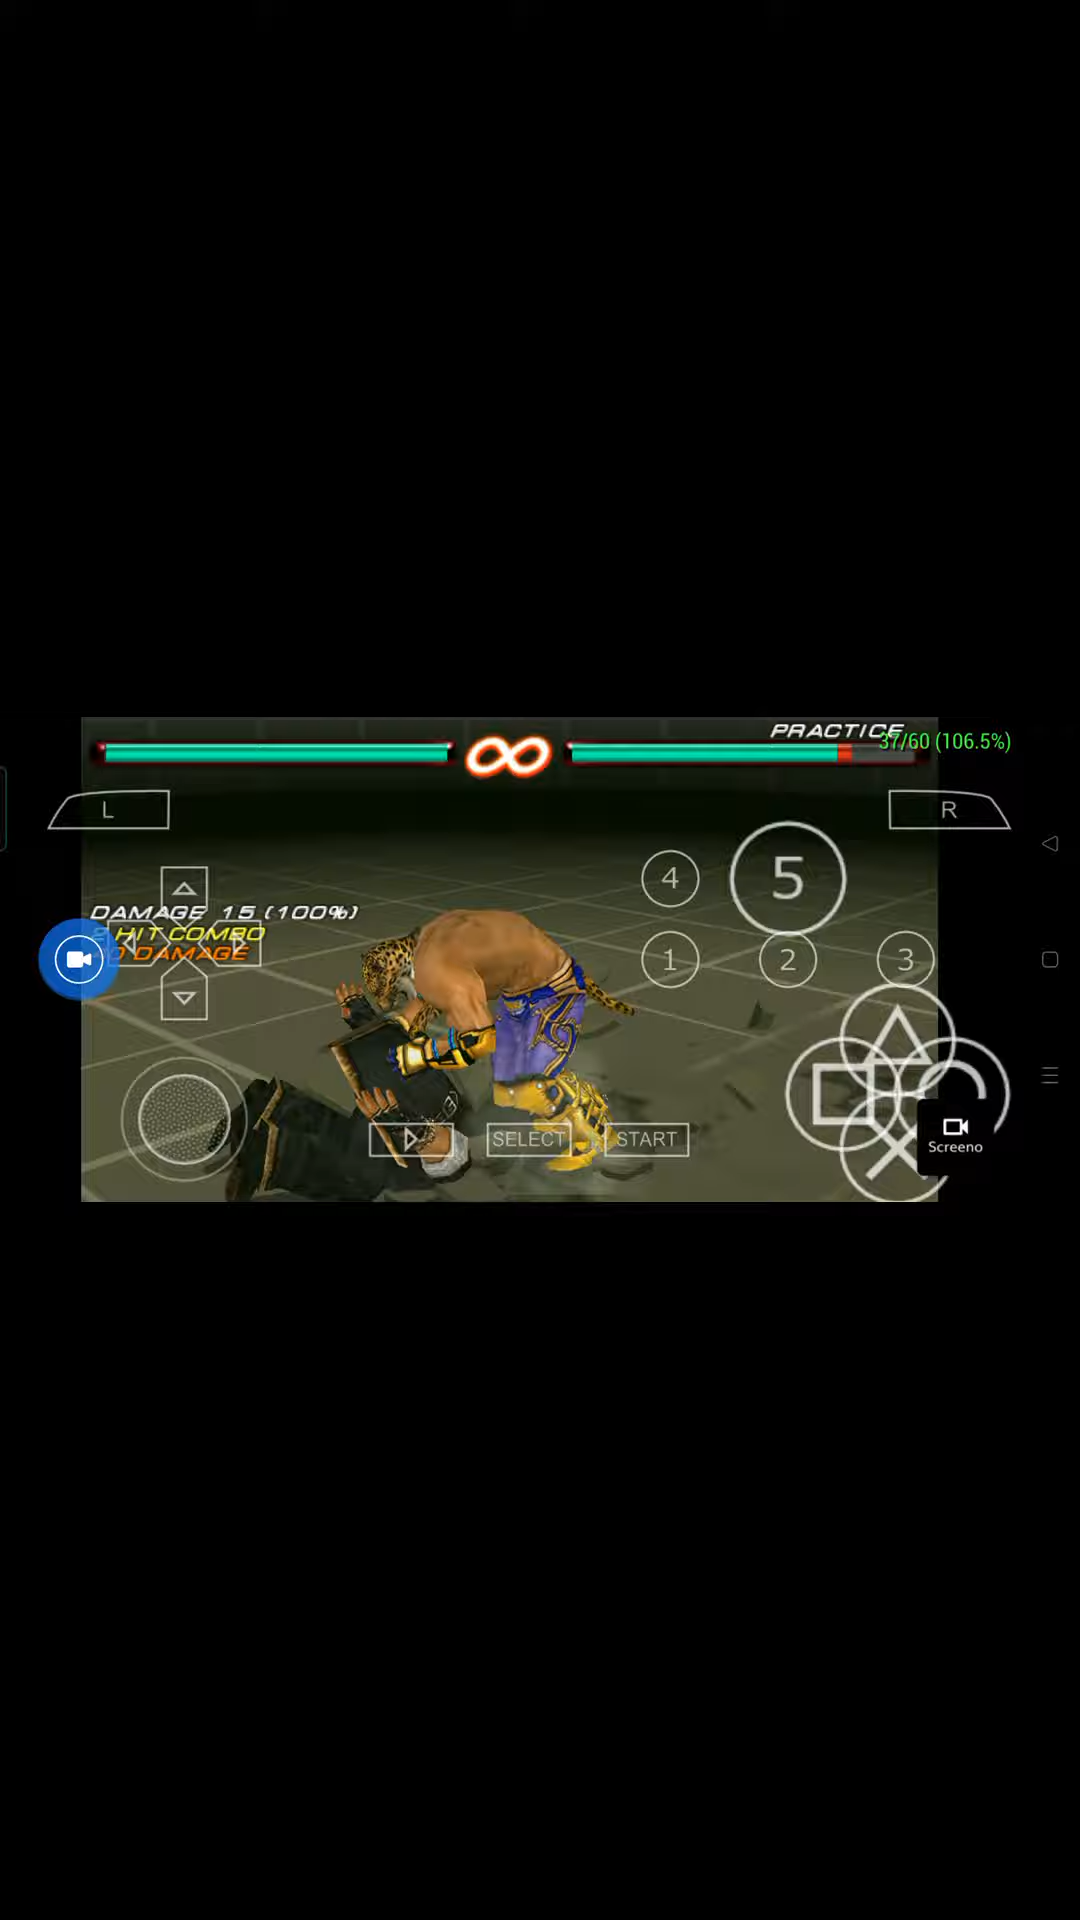 PRACTICE
37/60 (106.5%)
L
R
4
5
DAMAGE 15 (100%)
HIT COMBO
DAMAGE
1
2
3
SELECT
START
Screeno